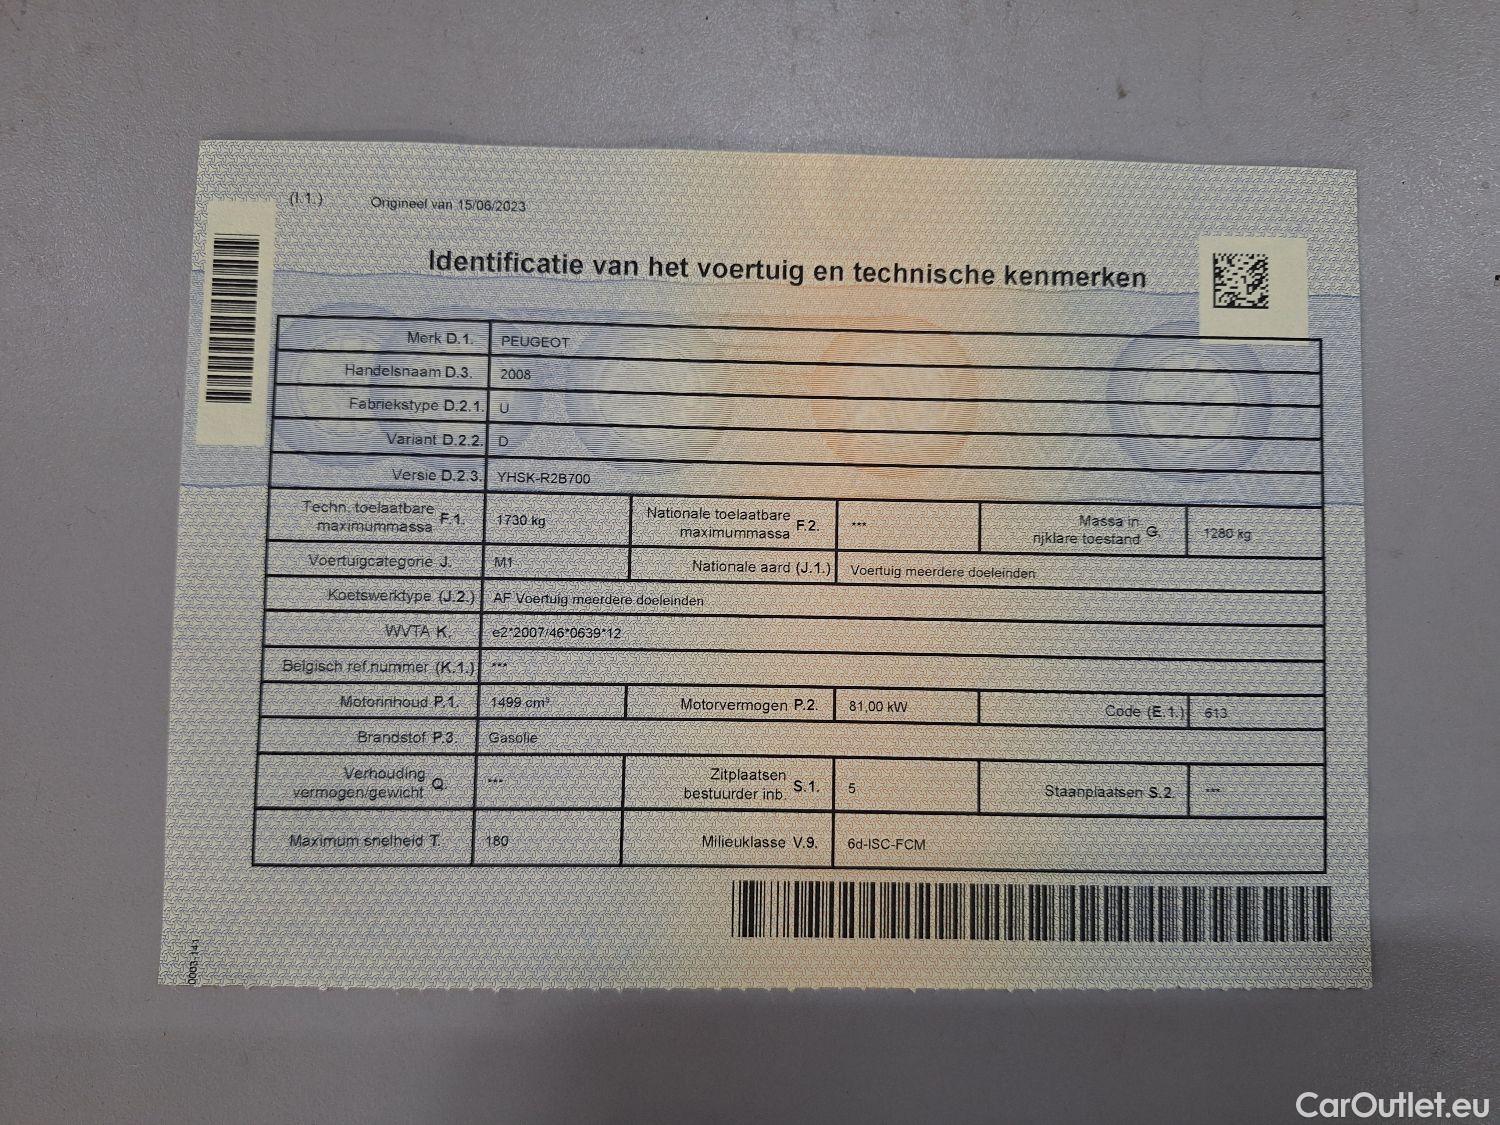 (I.1.) Origineel van 15/06/2023
Identificatie van het voertuig en technische kenmerken
Merk D.1. PEUGEOT
Handelsnaam D.3. 2008
Fabriekstype D.2.1. U
Variant D.2.2. D
Versie D.2.3. YHSK-R2B700
Techn. toelaatbare maximummassa F.1. 1730 kg Nationale toelaatbare maximummassa F.2. *** Massa in rijklare toestand G. 1280 kg
Voertuigcategorie J. M1 Nationale aard (J.1.) Voertuig meerdere doeleinden
Koetswerktype (J.2.) AF Voertuig meerdere doeleinden
WVTA K. e2*2007/46*0639*12
Belgisch ref.nummer (K.1.) ***
Motorinhoud P.1. 1499 cm³ Motorvermogen P.2. 81,00 kW Code (E.1.) 613
Brandstof P.3. Gasolie
Verhouding vermogen/gewicht Q. *** Zitplaatsen bestuurder inb. S.1. 5 Staanplaatsen S.2. ***
Maximum snelheid T. 180 Milieuklasse V.9. 6d-ISC-FCM
0003-141
CarOutlet.eu